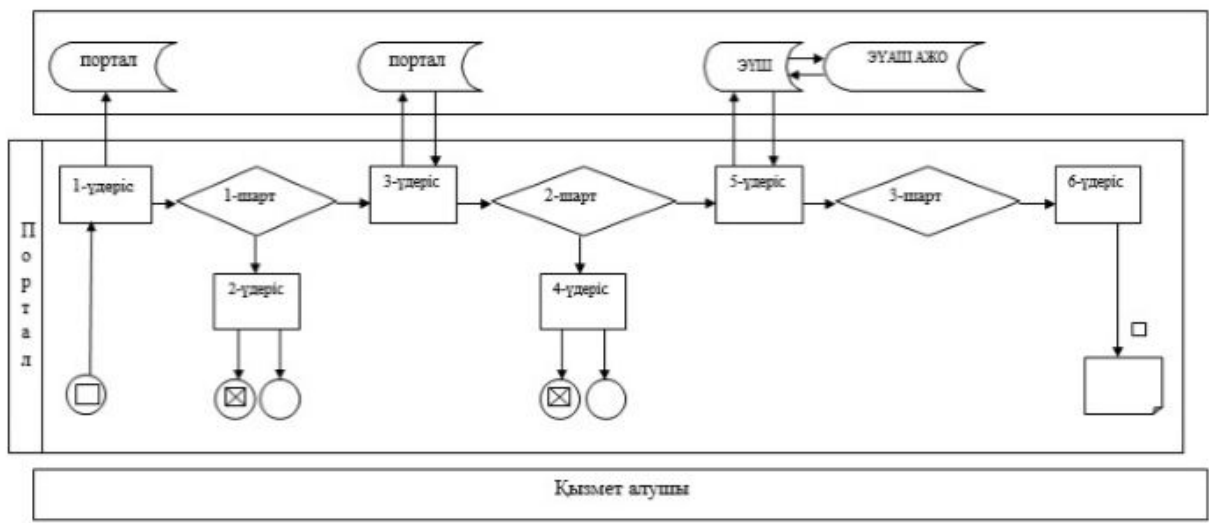 портал
портал
ЭҮШ
ЭҮАШ АЖО
1-үдеріс
1-шарт
3-үдеріс
2-шарт
5-үдеріс
3-шарт
6-үдеріс
2-үдеріс
4-үдеріс
Портал
Қызмет алушы